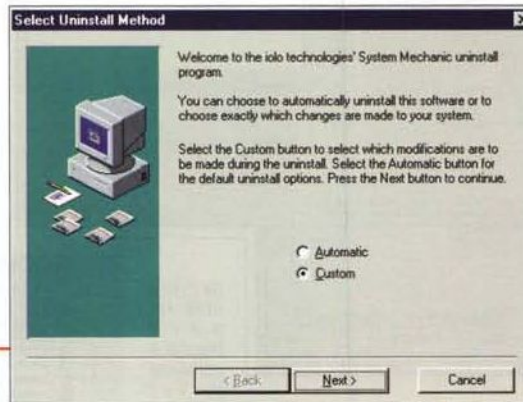 Select Uninstall Method
Welcome to the iolo technologies' System Mechanic uninstall
program.
You can choose to automatically uninstall this software or to
choose exactly which changes are made to your system.
Select the Custom button to select which modifications are to
be made during the uninstall. Select the Automatic button for
the default uninstall options. Press the Next button to continue.
Automatic
Custom
< Back
Next >
Cancel